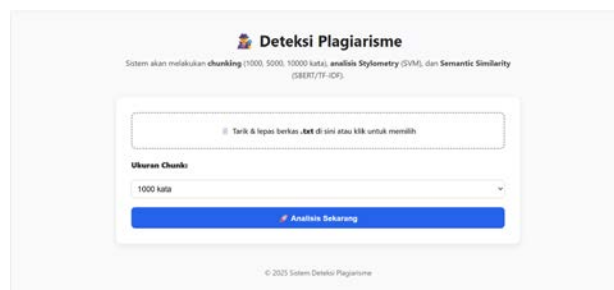 Deteksi Plagiarisme
Sistem akan melakukan chunking (1000, 5000, 10000 kata), analisis Stylometry (SVM), dan Semantic Similarity
(SBERT/TF-IDF).
Tarik & lepas berkas .txt di sini atau klik untuk memilih
Ukuran Chunk:
1000 kata
Analisis Sekarang
© 2025 Sistem Deteksi Plagiarisme